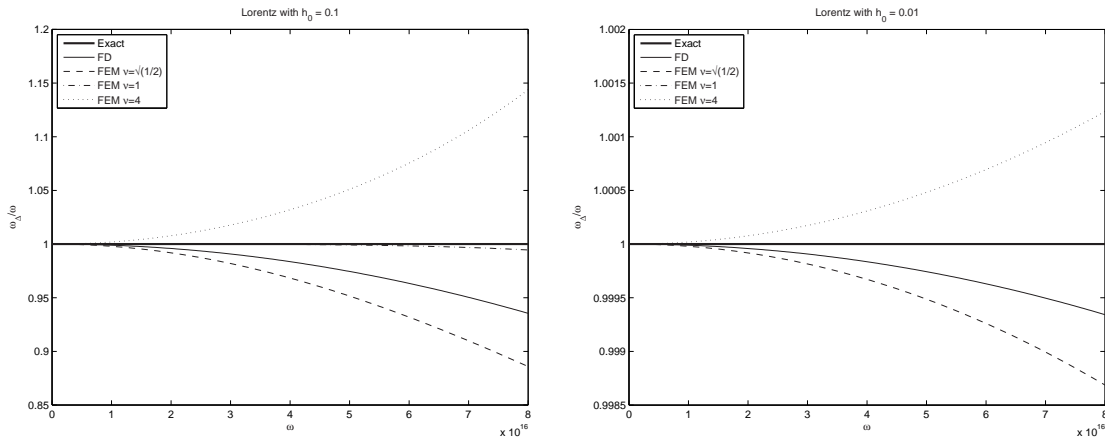 Lorentz with h0 = 0.1
1.2
1.15
1.1
1.05
1
0.95
0.9
0.85
ωΔ/ω
Exact
FD
FEM ν=√(1/2)
FEM ν=1
FEM ν=4
0 1 2 3 4 5 6 7 8
ω
x 10^16
Lorentz with h0 = 0.01
1.002
1.0015
1.001
1.0005
1
0.9995
0.999
0.9985
ωΔ/ω
Exact
FD
FEM ν=√(1/2)
FEM ν=1
FEM ν=4
0 1 2 3 4 5 6 7 8
ω
x 10^16